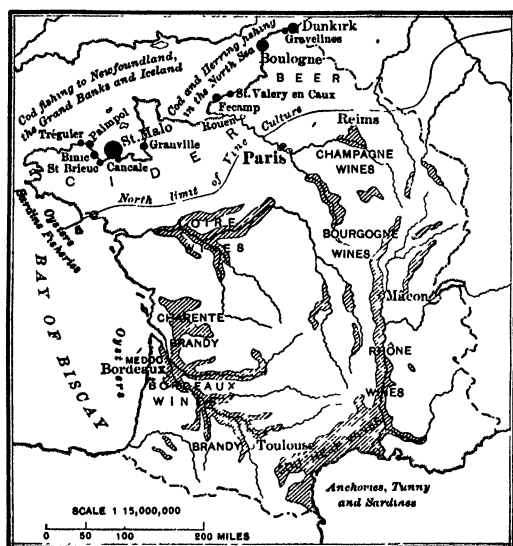 Dunkirk
Gravelines
Cod and Herring fishing
in the North Sea
Boulogne
BEER
Cod fishing to Newfoundland,
the Grand Banks and Iceland
St. Valery en Caux
Fecamp
Rouen
Tréguier
Paimpol
St. Malo
Granville
Binic
St Brieuc
Cancale
CIDER
North limit of Vine Culture
Reims
Paris
CHAMPAGNE
WINES
Oysters
Sardine Fisheries
LOIRE
WINES
BOURGOGNE
WINES
BAY OF BISCAY
Oysters
Macon
CHARENTE
BRANDY
MEDOC
Bordeaux
BORDEAUX
WINES
RHÔNE
WINES
BRANDY
Toulouse
Anchovies, Tunny
and Sardines
SCALE 1 15,000,000
0 50 100 200 MILES